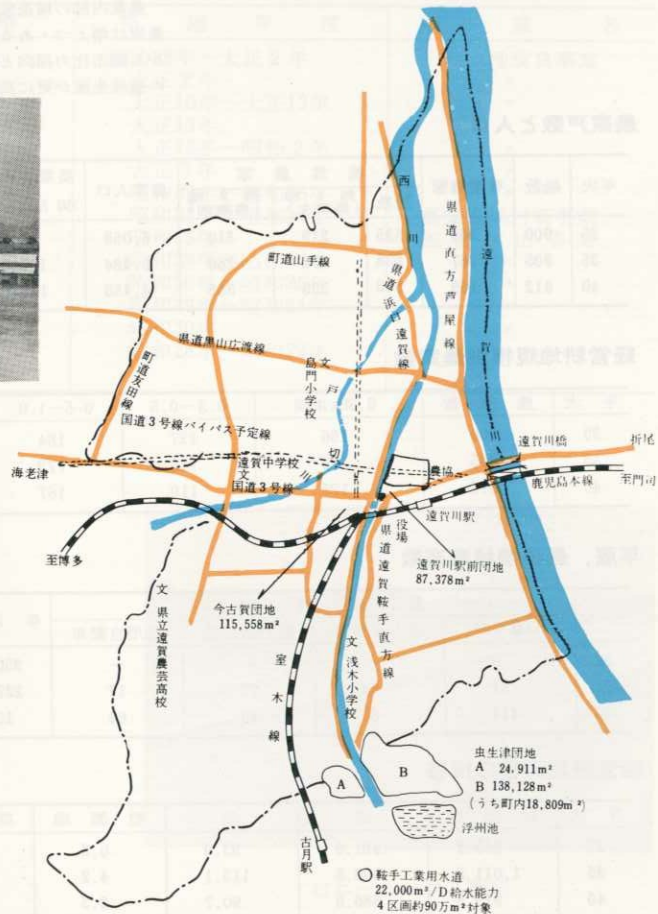 西川
遠賀川
県道直方芦屋線
町道山手線
県道浜口遠賀線
県道黒山広渡線
文 島門小学校
戸切川
町道友田線
国道3号線バイパス予定線
遠賀中学校
文
農協
遠賀川橋
折尾
海老津
国道3号線
鹿児島本線
至門司
役場
遠賀川駅
至博多
遠賀川駅前団地
87,378m²
今古賀団地
115,558m²
県道遠賀鞍手直方線
文 県立遠賀農芸高校
室木線
文 浅木小学校
虫生津団地
A 24,911m²
B 138,128m²
(うち町内18,809m²)
A
B
浮州池
古月駅
○鞍手工業用水道
22,000m³/D給水能力
4区画約90万m²対象